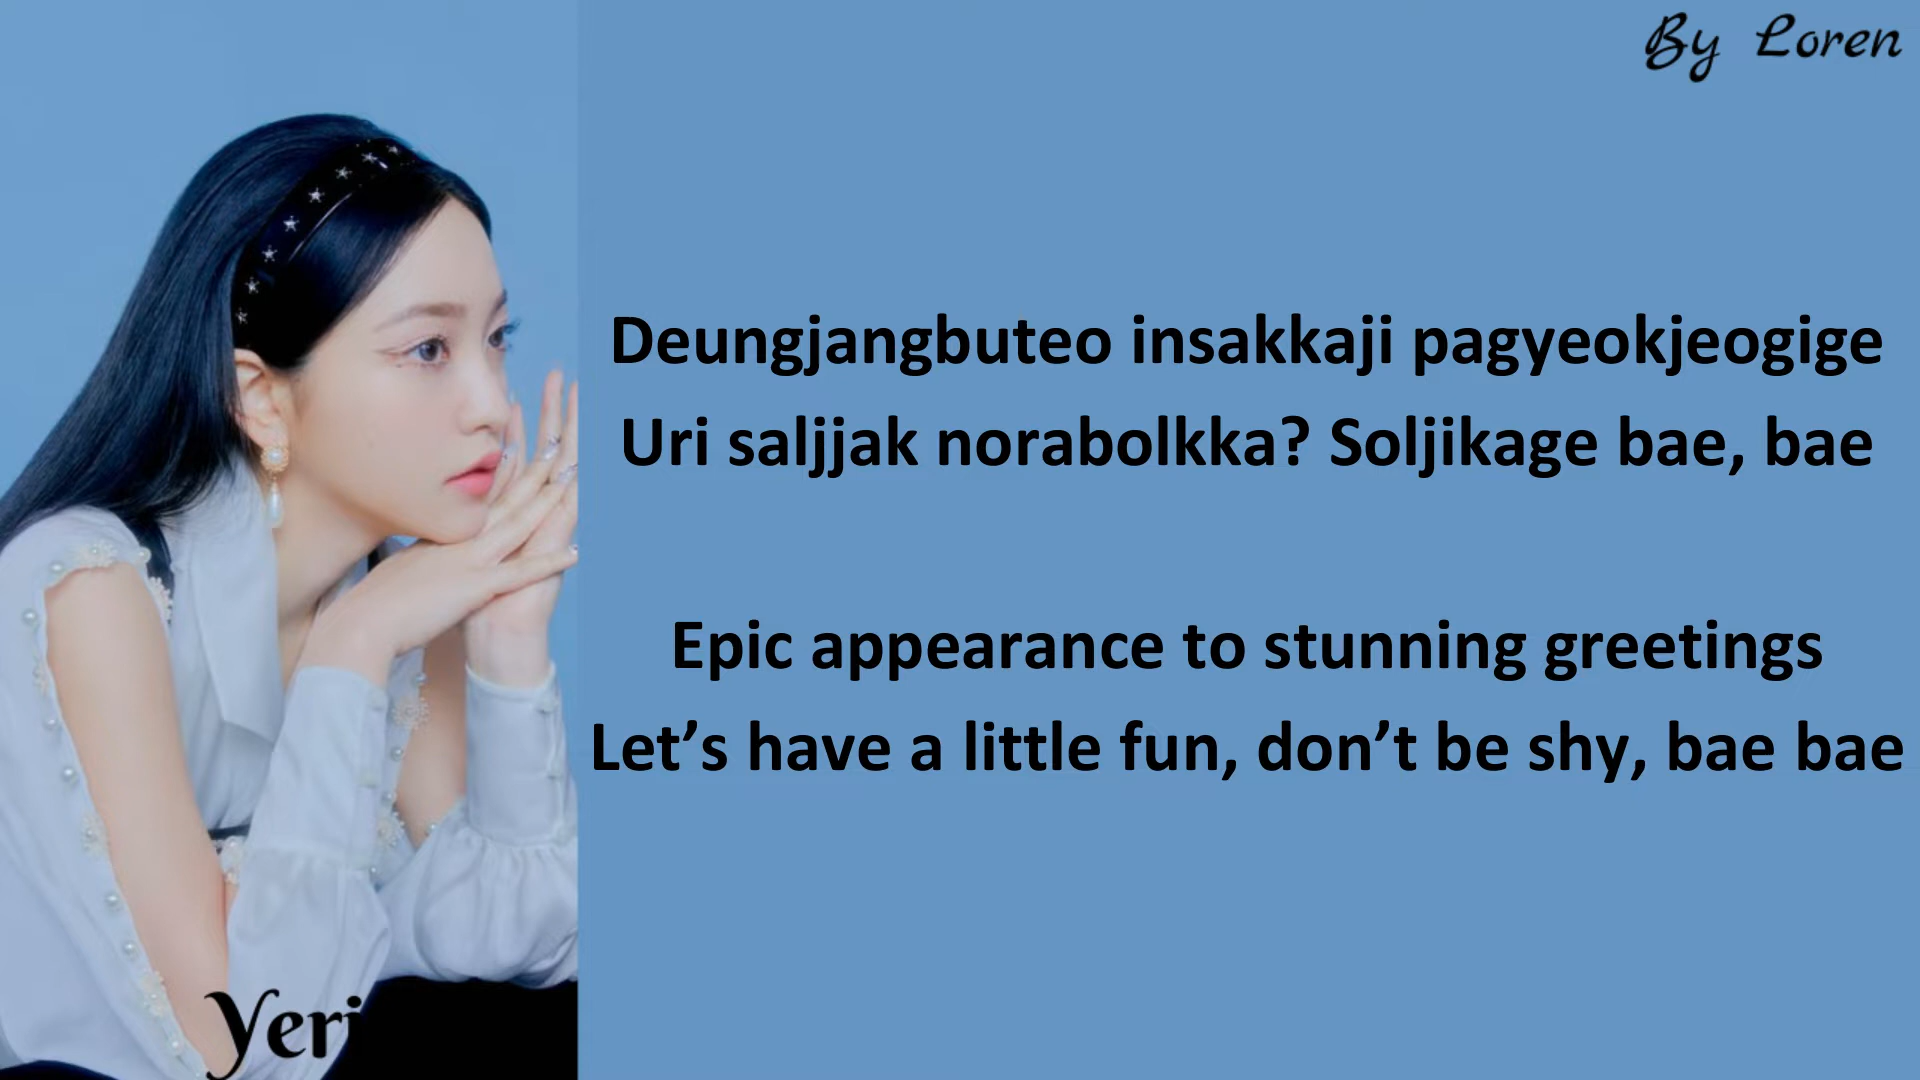 By Loren
Deungjangbuteo insakkaji pagyeokjeogige
Uri saljjak norabolkka? Soljikage bae, bae
Epic appearance to stunning greetings
Let’s have a little fun, don’t be shy, bae bae
Yeri